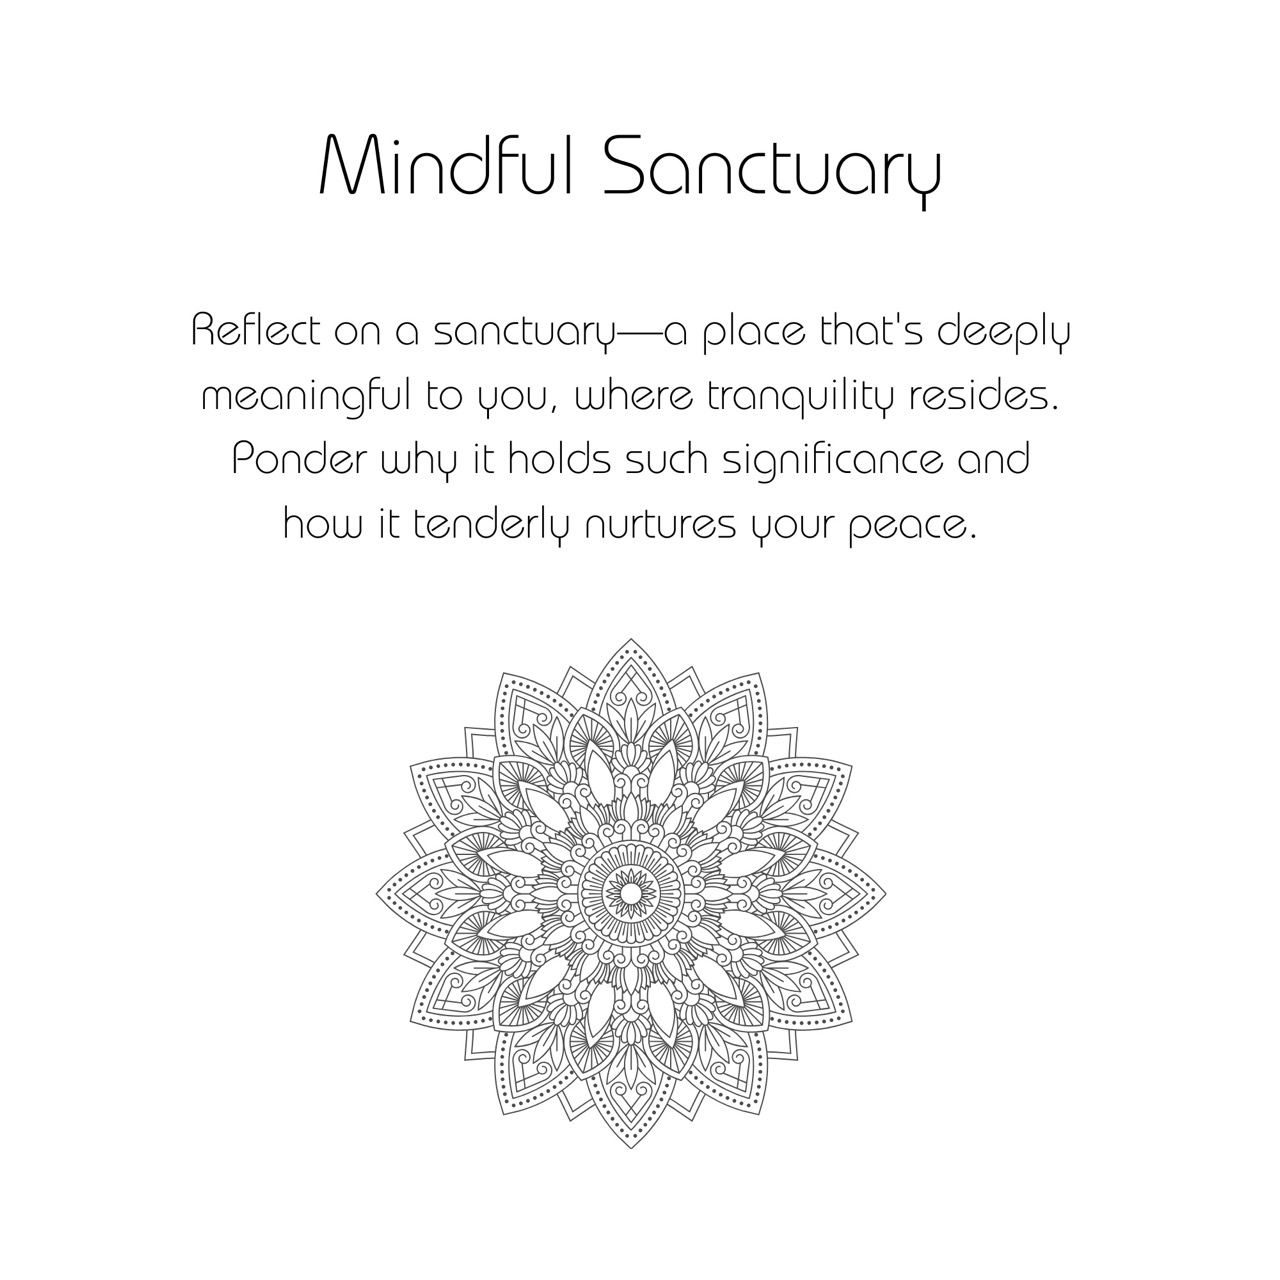 Mindful Sanctuary
Reflect on a sanctuary—a place that's deeply
meaningful to you, where tranquility resides.
Ponder why it holds such significance and
how it tenderly nurtures your peace.